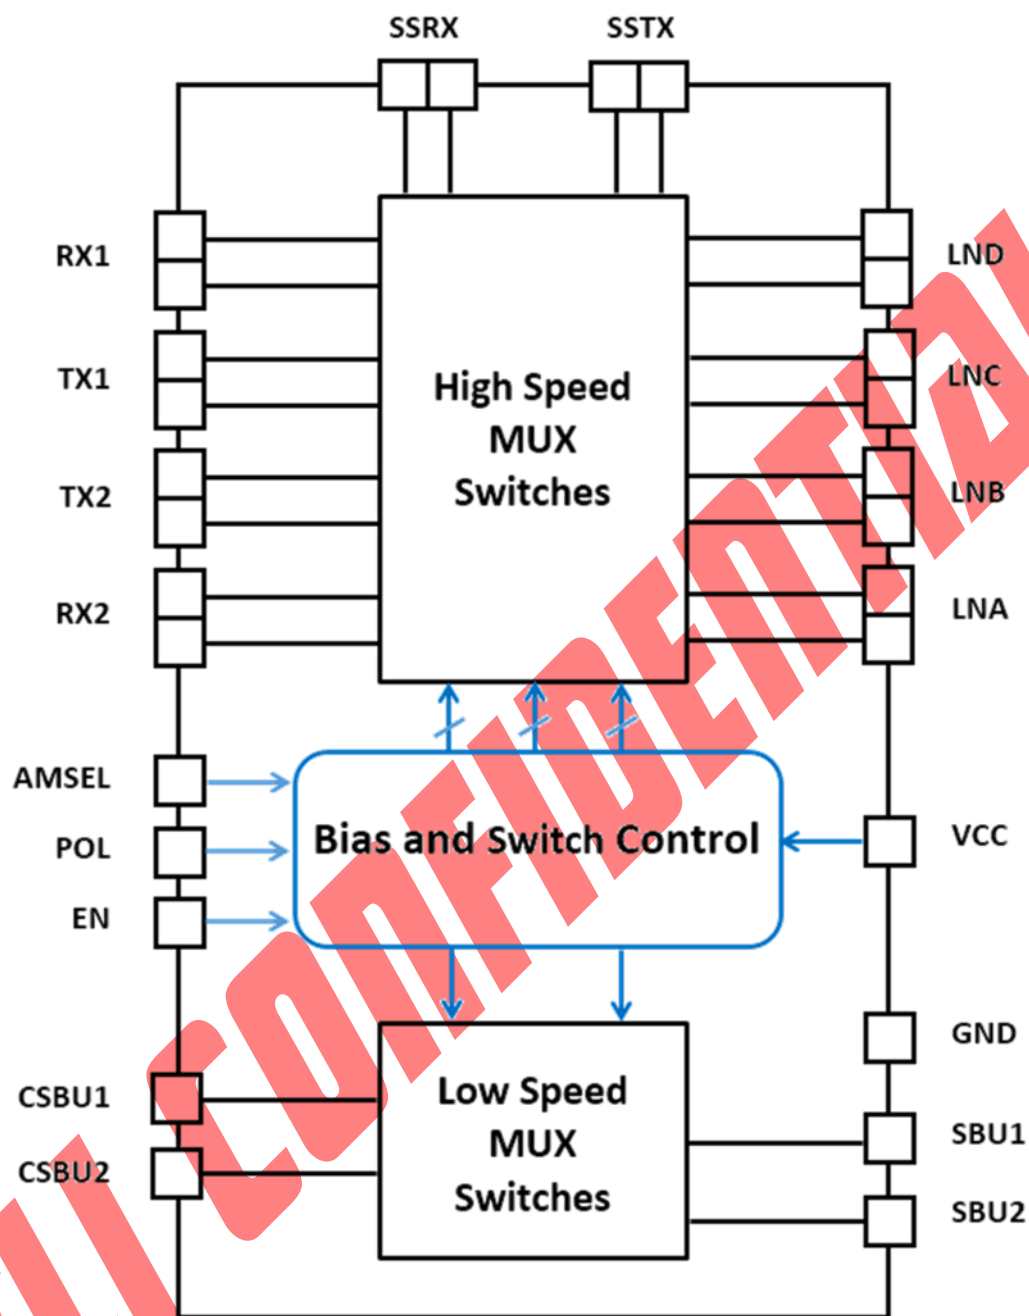 SSRX
SSTX
RX1
LND
TX1
LNC
High Speed
MUX
Switches
TX2
LNB
RX2
LNA
AMSEL
POL
EN
Bias and Switch Control
VCC
GND
CSBU1
CSBU2
Low Speed
MUX
Switches
SBU1
SBU2